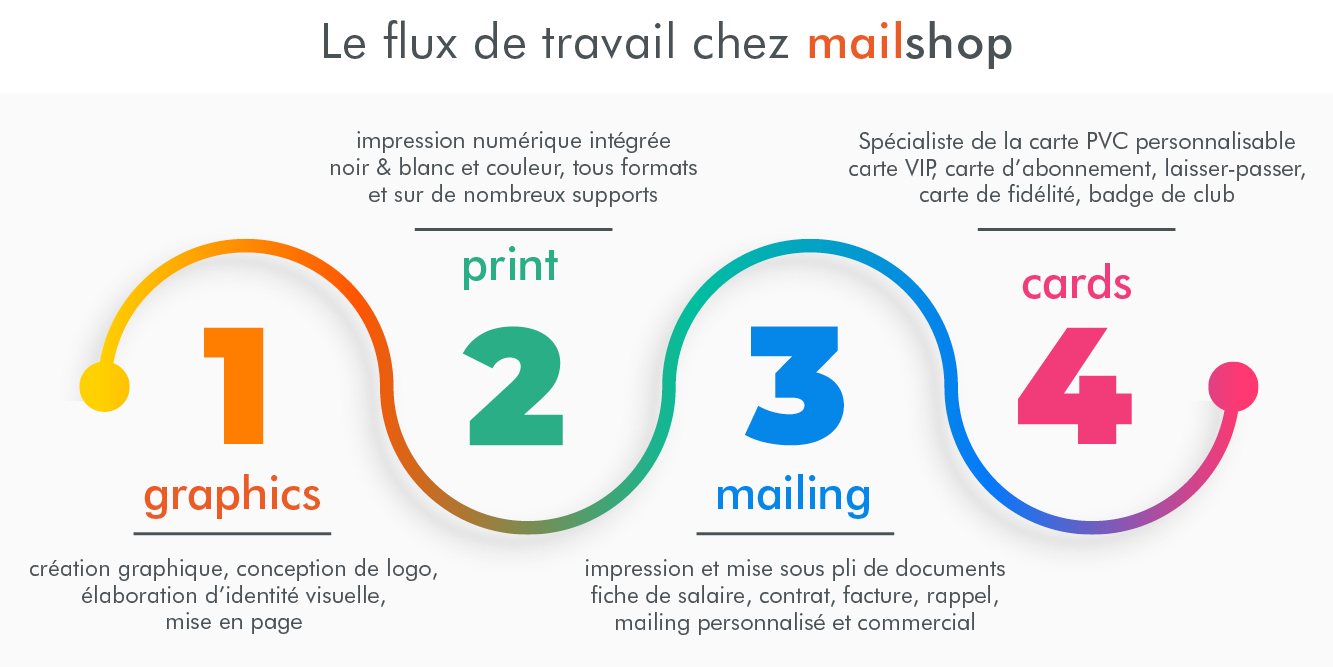 Le flux de travail chez mailshop
1
graphics
création graphique, conception de logo,
élaboration d'identité visuelle,
mise en page
impression numérique intégrée
noir & blanc et couleur, tous formats
et sur de nombreux supports
print
2
3
mailing
impression et mise sous pli de documents
fiche de salaire, contrat, facture, rappel,
mailing personnalisé et commercial
Spécialiste de la carte PVC personnalisable
carte VIP, carte d'abonnement, laisser-passer,
carte de fidélité, badge de club
cards
4